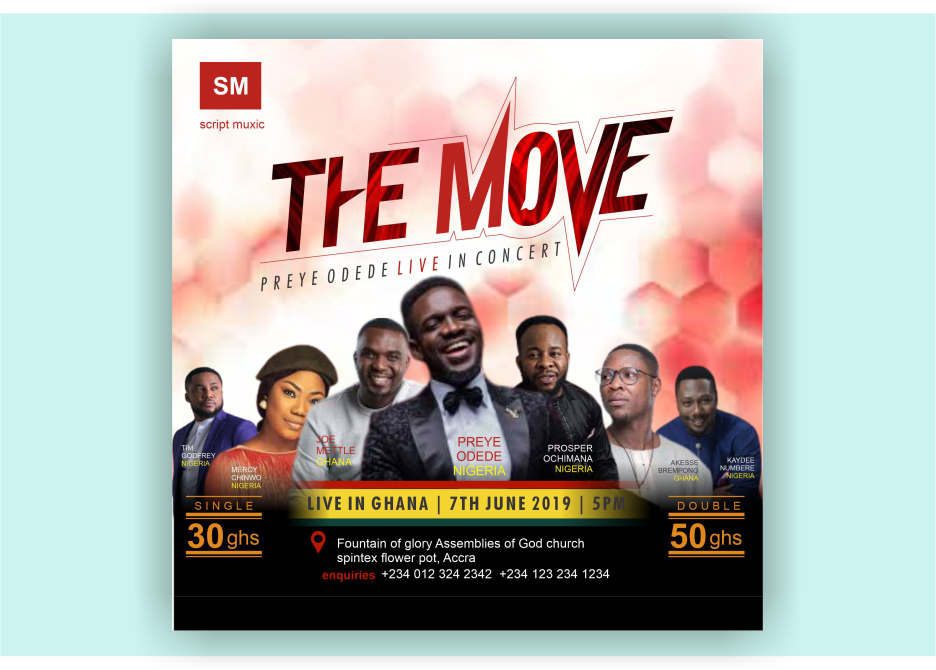 SM
script muxic
THE MOVE
PREYE ODEDE LIVE IN CONCERT
TIM
GODFREY
NIGERIA
MERCY
CHINWO
NIGERIA
JOE
METTLE
GHANA
PREYE
ODEDE
NIGERIA
PROSPER
OCHIMANA
NIGERIA
AKESSE
BREMPONG
GHANA
KAYDEE
NUMBERE
NIGERIA
SINGLE
30 ghs
LIVE IN GHANA | 7TH JUNE 2019 | 5PM
DOUBLE
50 ghs
Fountain of glory Assemblies of God church
spintex flower pot, Accra
enquiries +234 012 324 2342 +234 123 234 1234